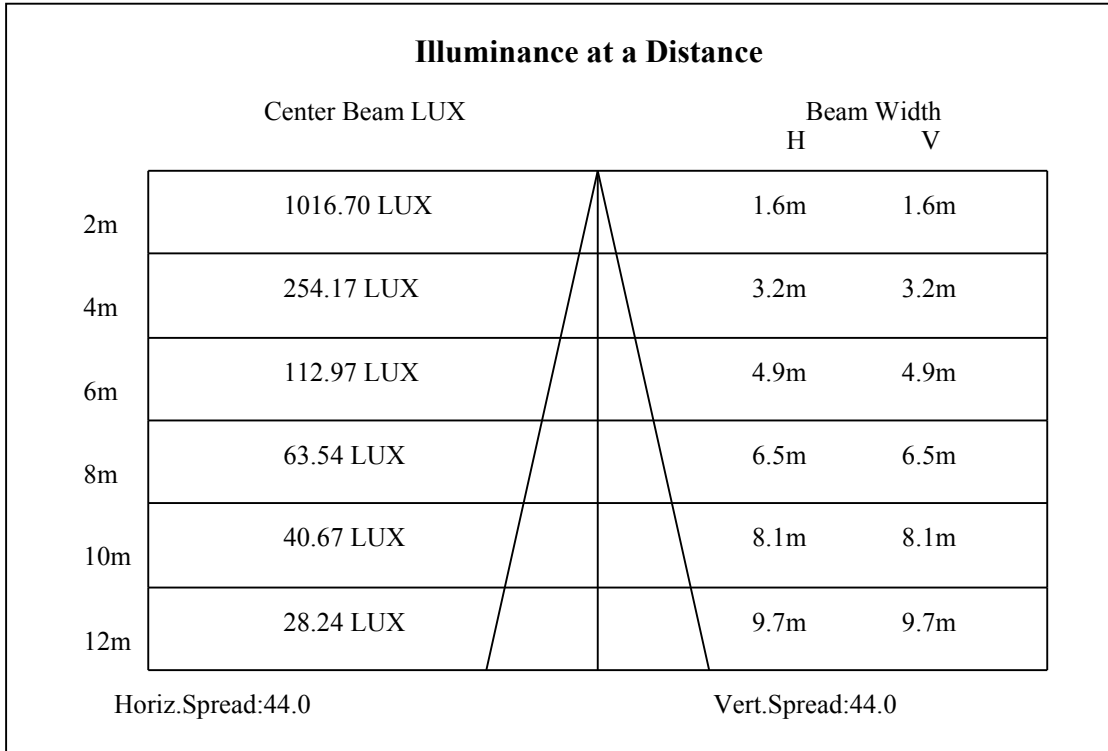 Illuminance at a Distance
Center Beam LUX Beam Width
H V
2m 1016.70 LUX 1.6m 1.6m
4m 254.17 LUX 3.2m 3.2m
6m 112.97 LUX 4.9m 4.9m
8m 63.54 LUX 6.5m 6.5m
10m 40.67 LUX 8.1m 8.1m
12m 28.24 LUX 9.7m 9.7m
Horiz.Spread:44.0 Vert.Spread:44.0